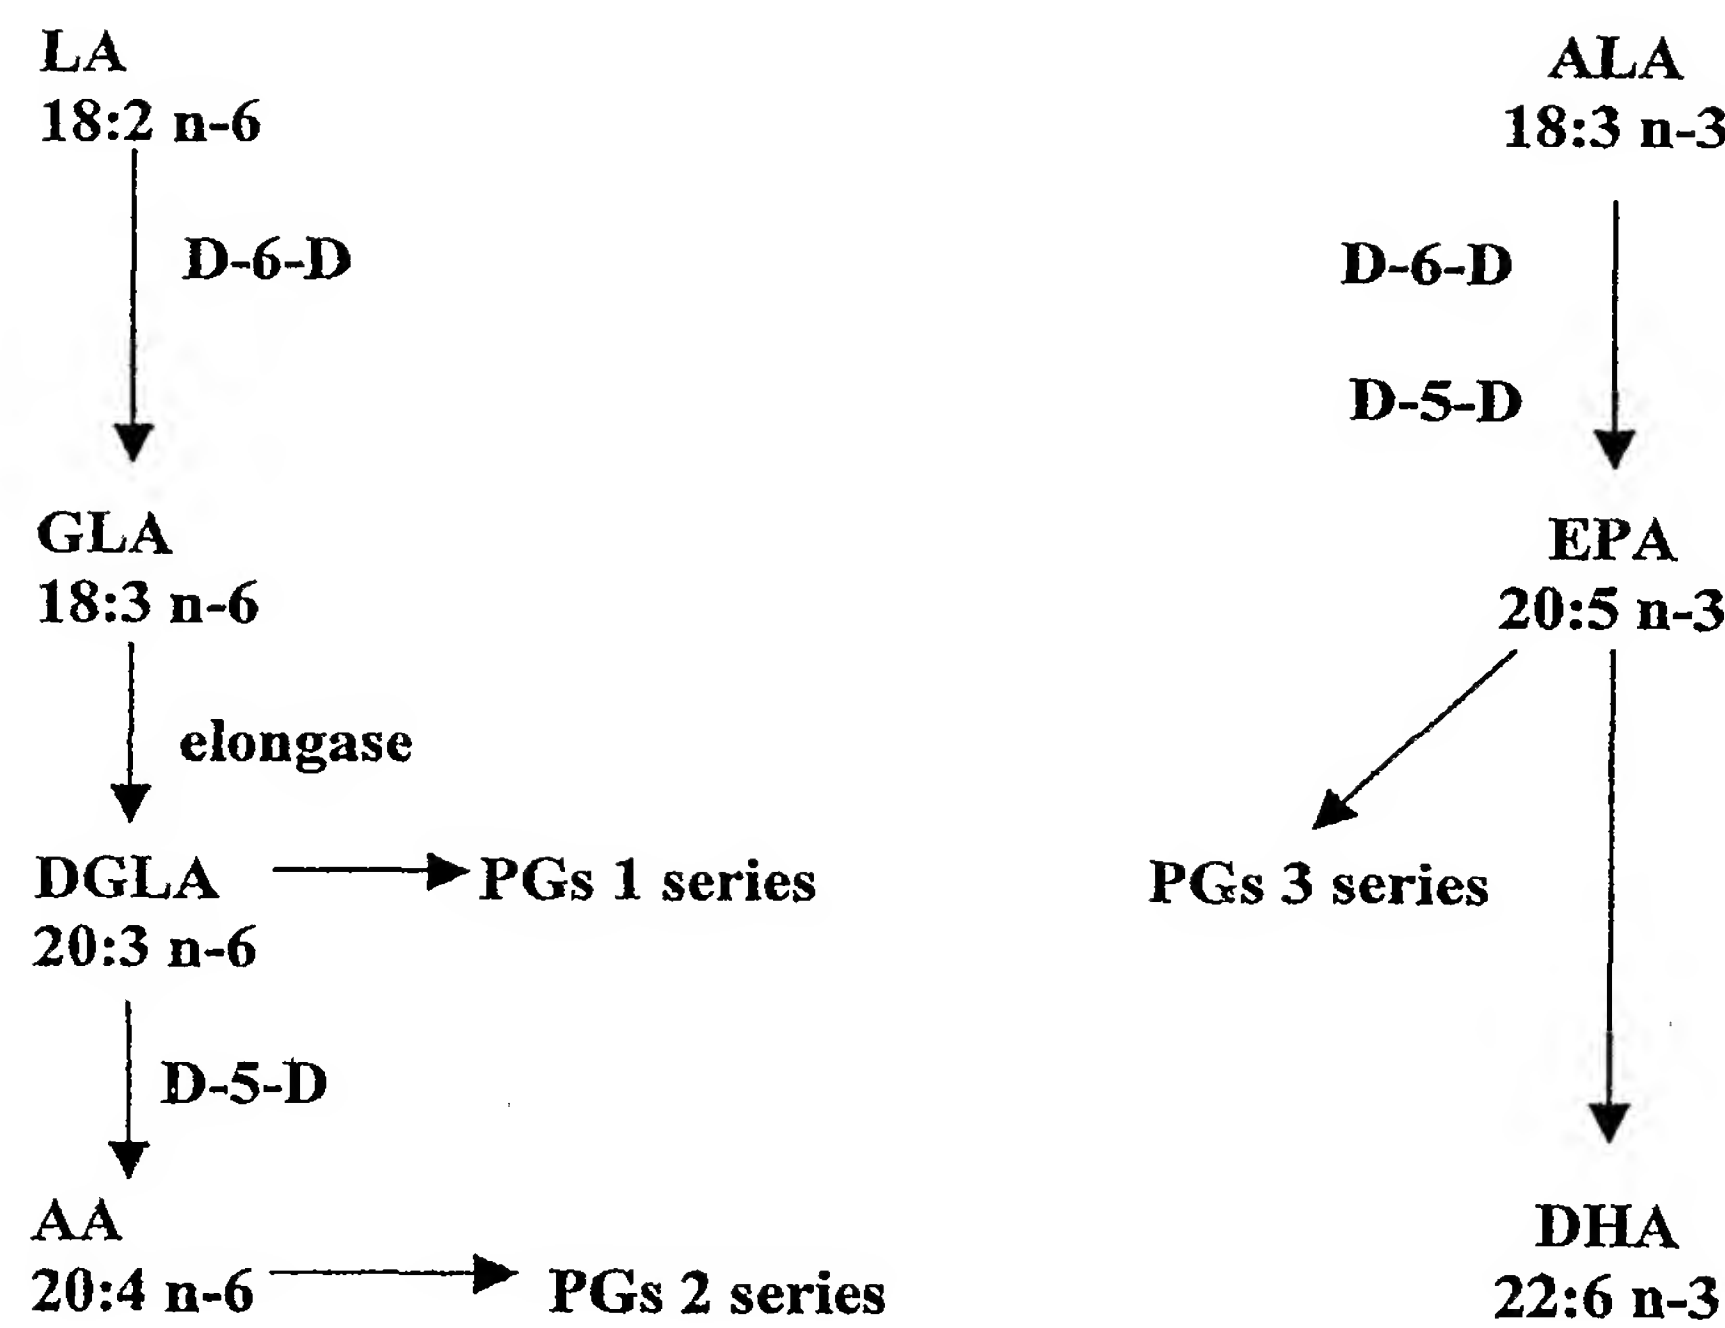 LA
18:2 n-6
D-6-D
GLA
18:3 n-6
elongase
DGLA
20:3 n-6
PGs 1 series
D-5-D
AA
20:4 n-6
PGs 2 series
ALA
18:3 n-3
D-6-D
D-5-D
EPA
20:5 n-3
PGs 3 series
DHA
22:6 n-3